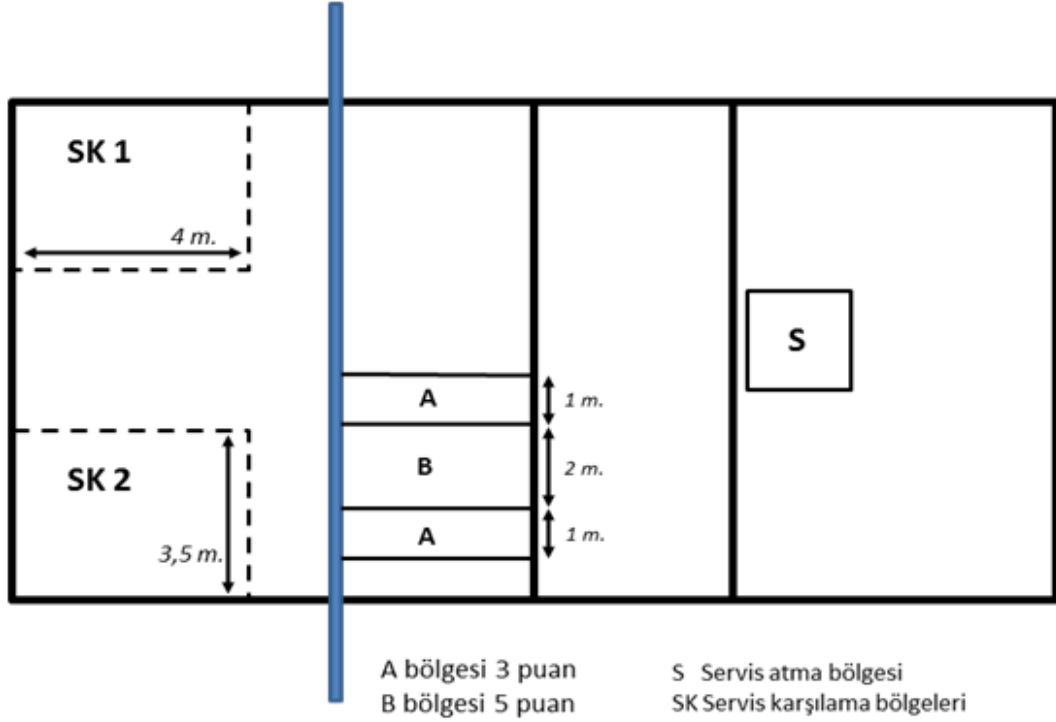 SK 1
4 m.
S
A
1 m.
B
2 m.
SK 2
A
1 m.
3,5 m.
A bölgesi 3 puan
B bölgesi 5 puan
S Servis atma bölgesi
SK Servis karşılama bölgeleri